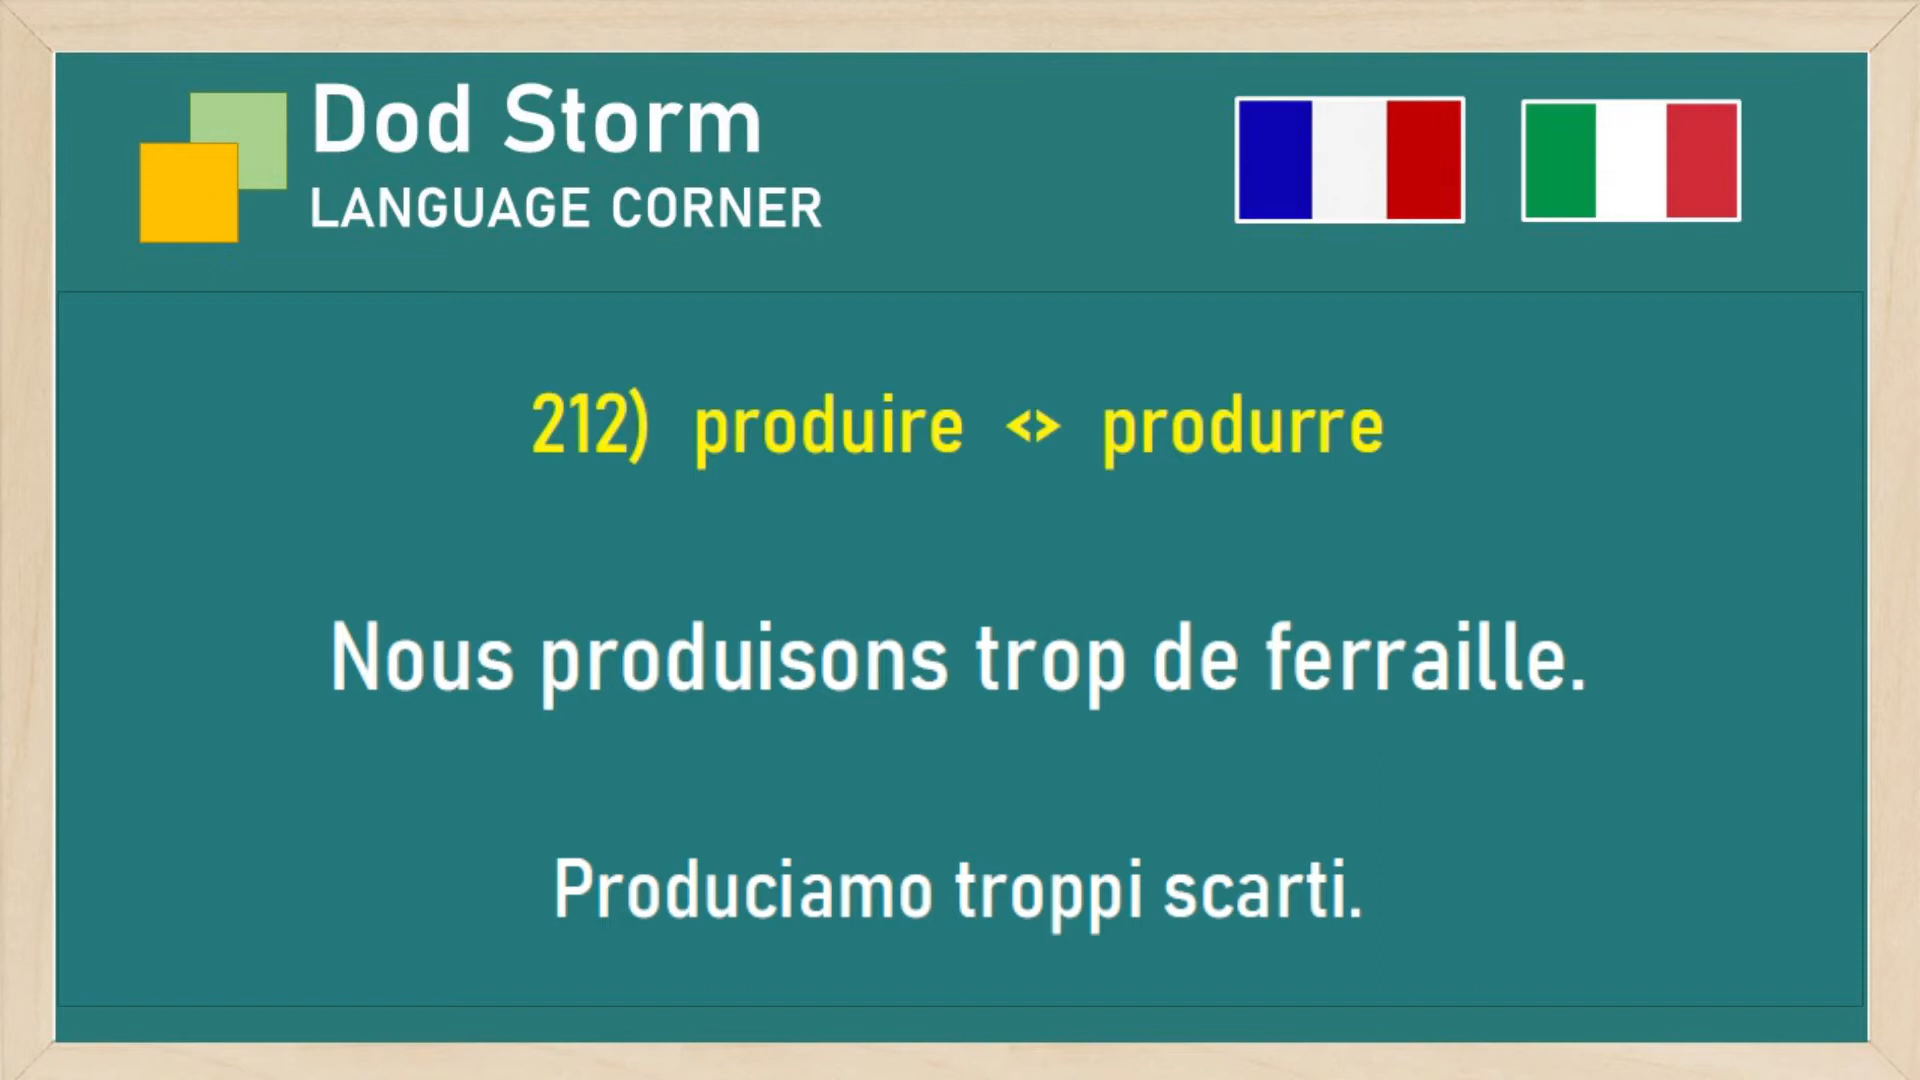 Dod Storm
LANGUAGE CORNER
212) produire <> produrre
Nous produisons trop de ferraille.
Produciamo troppi scarti.